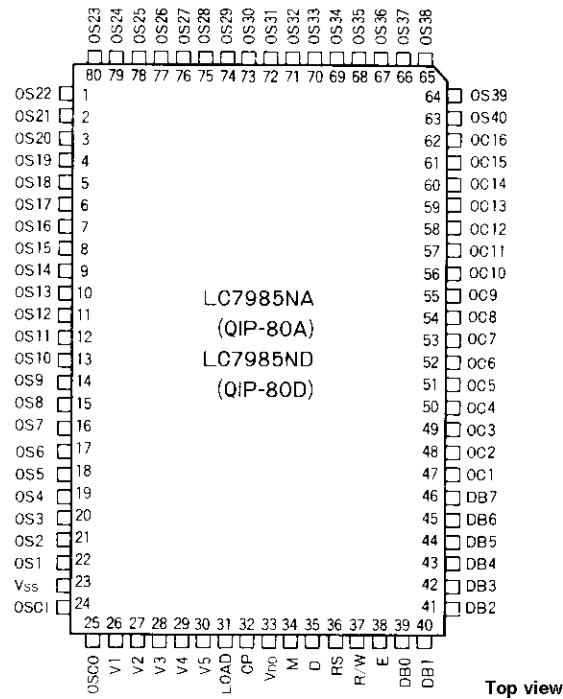 OS23 OS24 OS25 OS26 OS27 OS28 OS29 OS30 OS31 OS32 OS33 OS34 OS35 OS36 OS37 OS38
80 79 78 77 76 75 74 73 72 71 70 69 68 67 66 65
OS22 1 64 OS39
OS21 2 63 OS40
OS20 3 62 OC16
OS19 4 61 OC15
OS18 5 60 OC14
OS17 6 59 OC13
OS16 7 58 OC12
OS15 8 57 OC11
OS14 9 56 OC10
OS13 10 55 OC9
OS12 11 54 OC8
OS11 12 53 OC7
OS10 13 52 OC6
OS9 14 51 OC5
OS8 15 50 OC4
OS7 16 49 OC3
OS6 17 48 OC2
OS5 18 47 OC1
OS4 19 46 DB7
OS3 20 45 DB6
OS2 21 44 DB5
OS1 22 43 DB4
Vss 23 42 DB3
OSCI 24 41 DB2
LC7985NA
(QIP-80A)
LC7985ND
(QIP-80D)
25 26 27 28 29 30 31 32 33 34 35 36 37 38 39 40
OSCO V1 V2 V3 V4 V5 LOAD CP VDD M D RS R/W E DB0 DB1
Top view